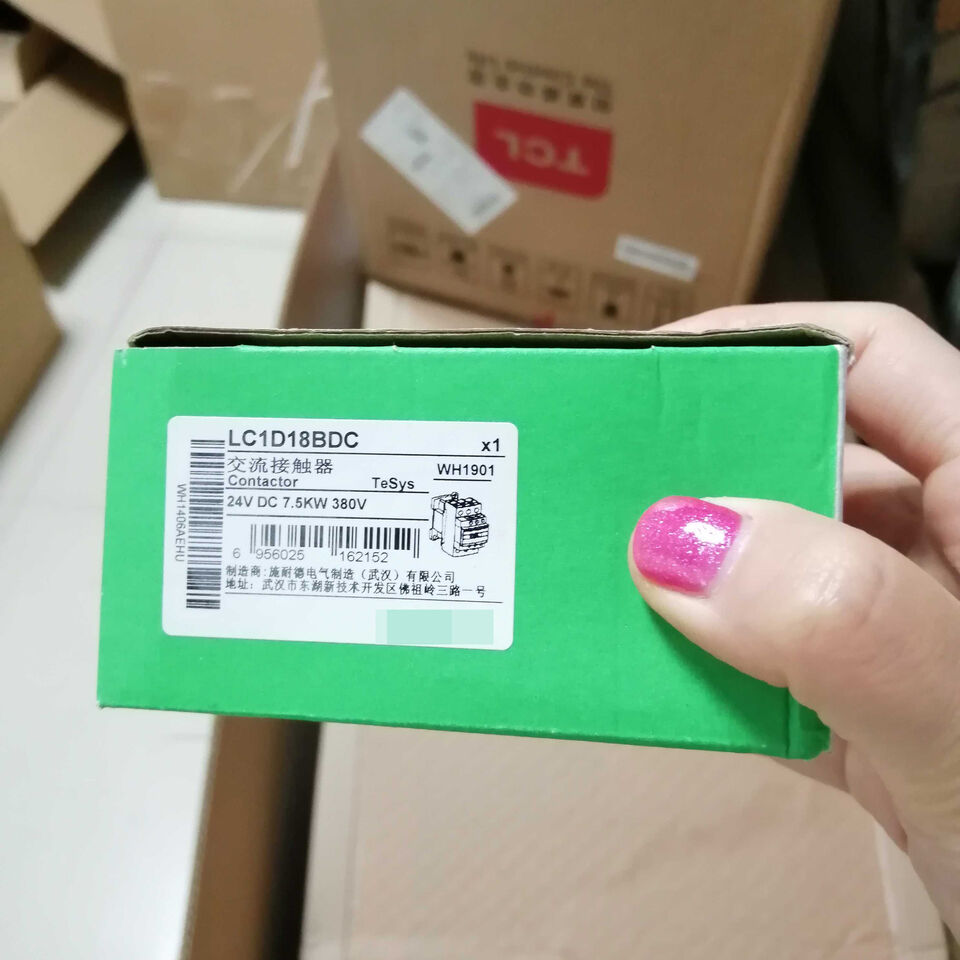 TCL
LC1D18BDC
x1
交流接触器
WH1901
Contactor
TeSys
24V DC 7.5KW 380V
6 956025 162152
制造商:施耐德电气制造（武汉）有限公司
地址: 武汉市东湖新技术开发区佛祖岭三路一号
WH1406AEHU